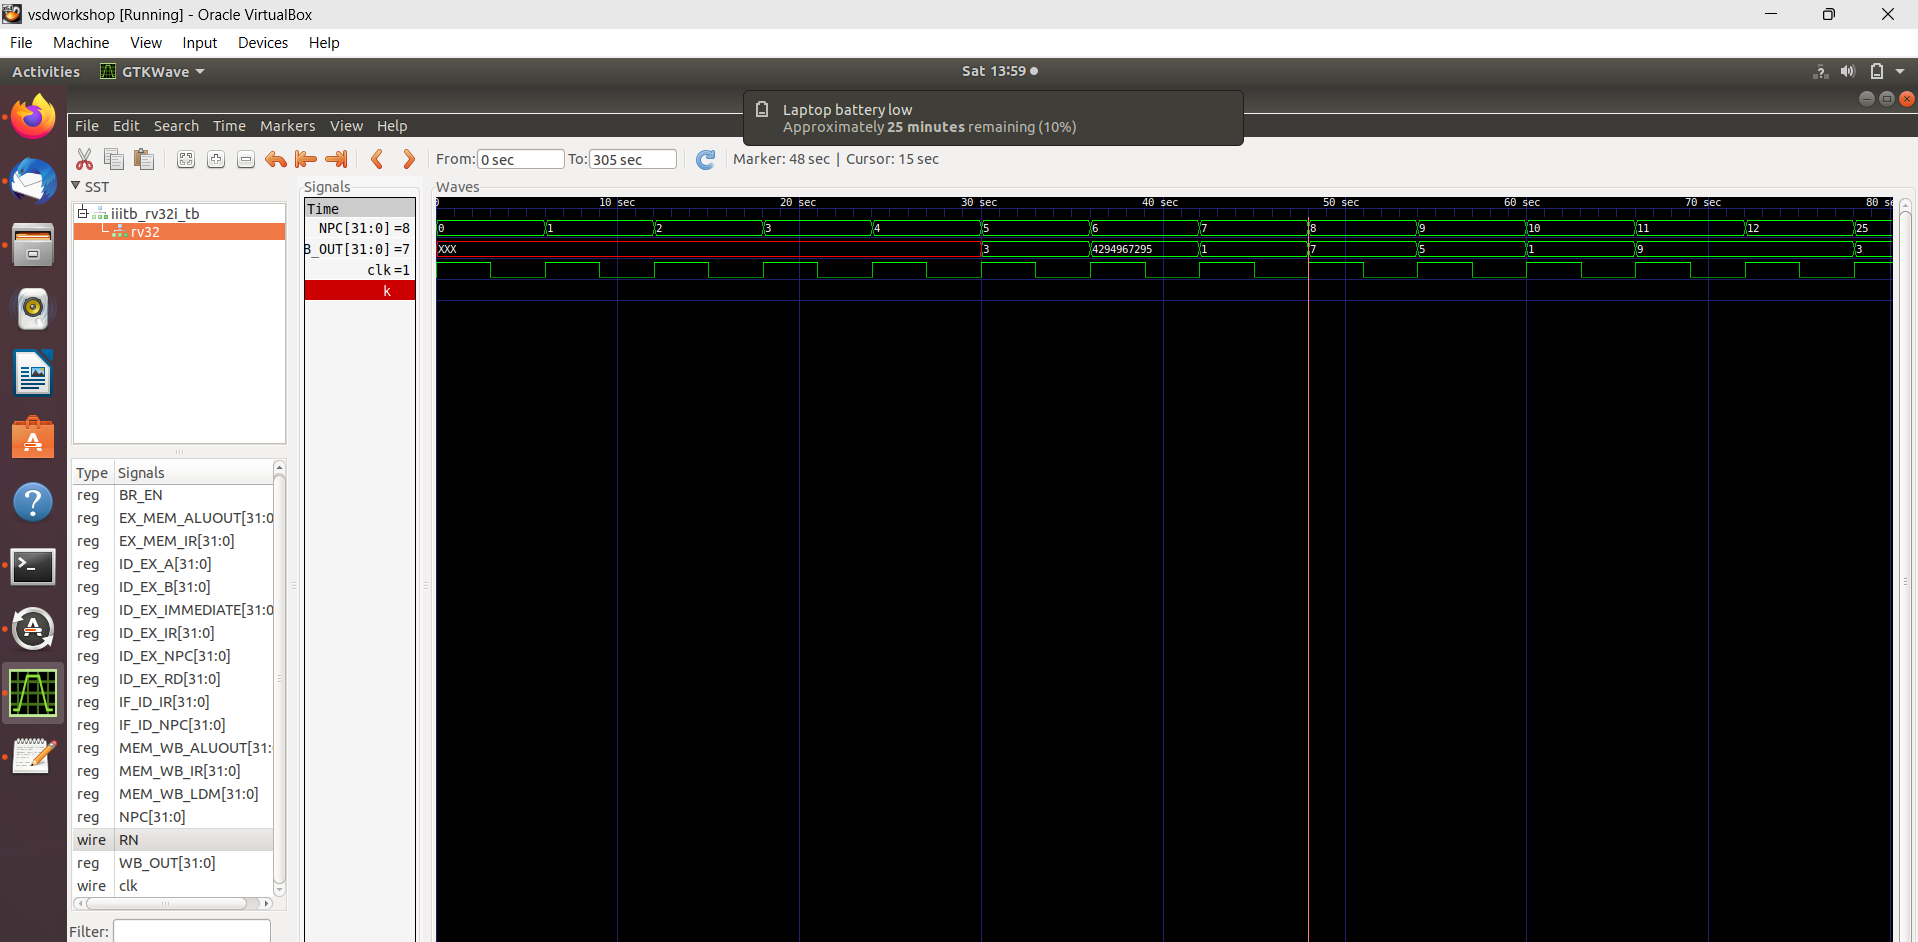 vsdworkshop [Running] - Oracle VirtualBox
File Machine View Input Devices Help
Activities GTKWave Sat 13:59
Laptop battery low
Approximately 25 minutes remaining (10%)
File Edit Search Time Markers View Help
From: 0 sec To: 305 sec Marker: 48 sec | Cursor: 15 sec
SST
iiitb_rv32i_tb
rv32
Type Signals
reg BR_EN
reg EX_MEM_ALUOUT[31:0
reg EX_MEM_IR[31:0]
reg ID_EX_A[31:0]
reg ID_EX_B[31:0]
reg ID_EX_IMMEDIATE[31:0
reg ID_EX_IR[31:0]
reg ID_EX_NPC[31:0]
reg ID_EX_RD[31:0]
reg IF_ID_IR[31:0]
reg IF_ID_NPC[31:0]
reg MEM_WB_ALUOUT[31:
reg MEM_WB_IR[31:0]
reg MEM_WB_LDM[31:0]
reg NPC[31:0]
wire RN
reg WB_OUT[31:0]
wire clk
Filter:
Signals
Time
NPC[31:0] =8
B_OUT[31:0] =7
clk =1
k
Waves
0 10 sec 20 sec 30 sec 40 sec 50 sec 60 sec 70 sec 80 se
0 1 2 3 4 5 6 7 8 9 10 11 12 25
XXX 3 4294967295 1 7 5 1 9 3